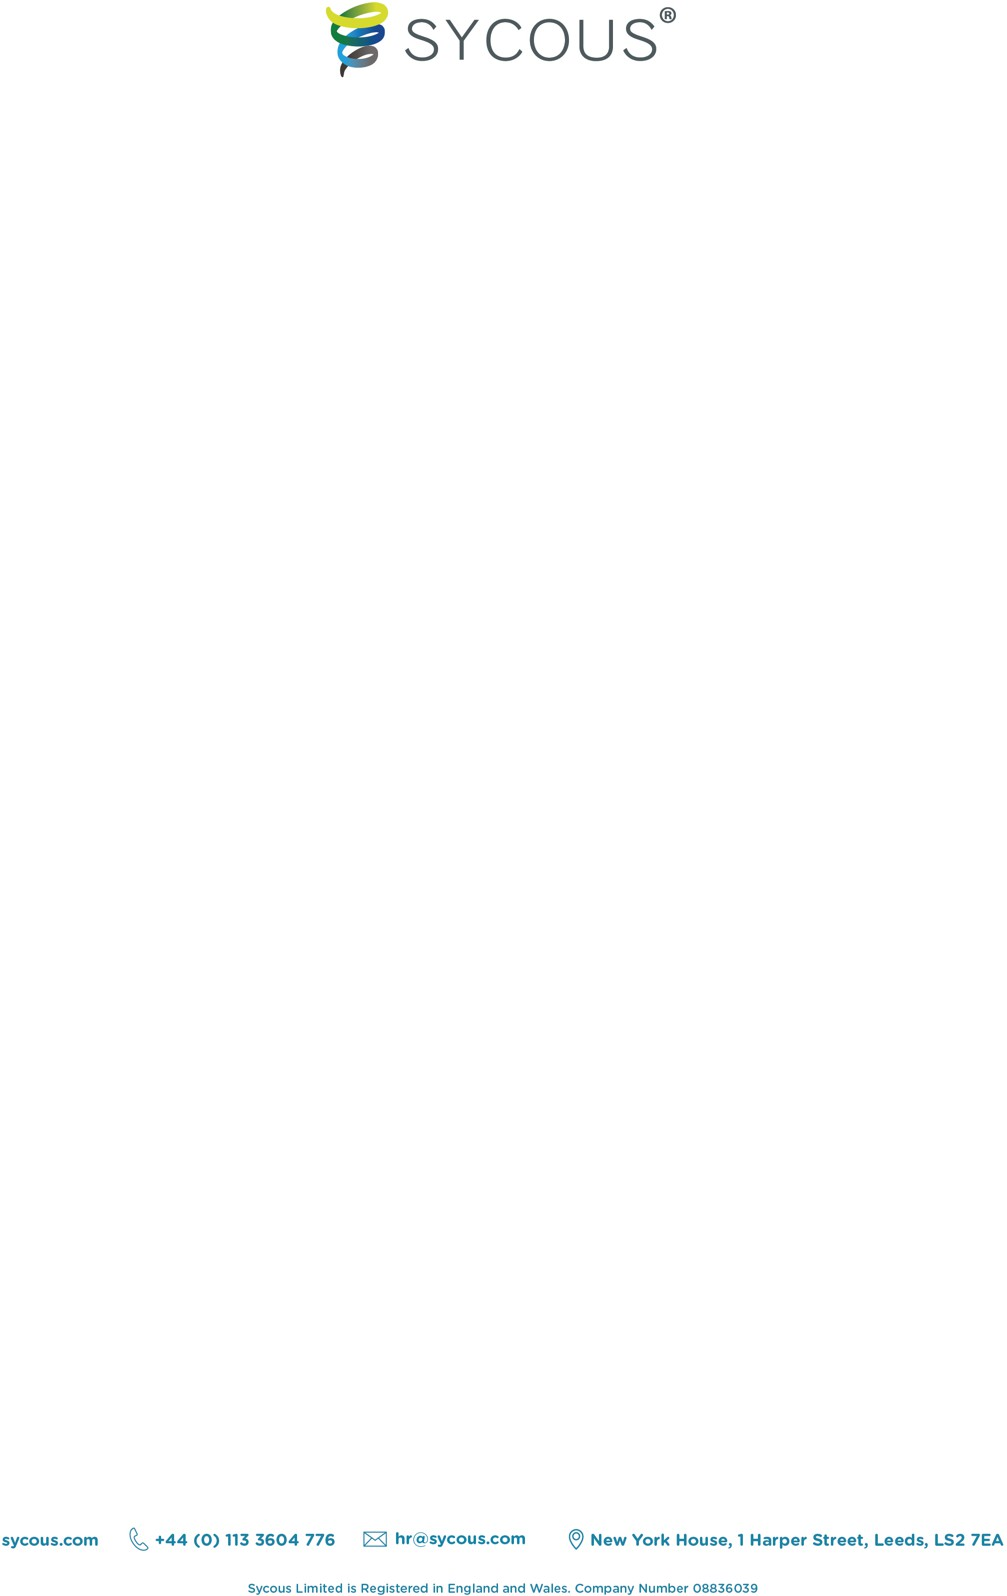 SYCOUS®
sycous.com +44 (0) 113 3604 776 hr@sycous.com New York House, 1 Harper Street, Leeds, LS2 7EA
Sycous Limited is Registered in England and Wales. Company Number 08836039